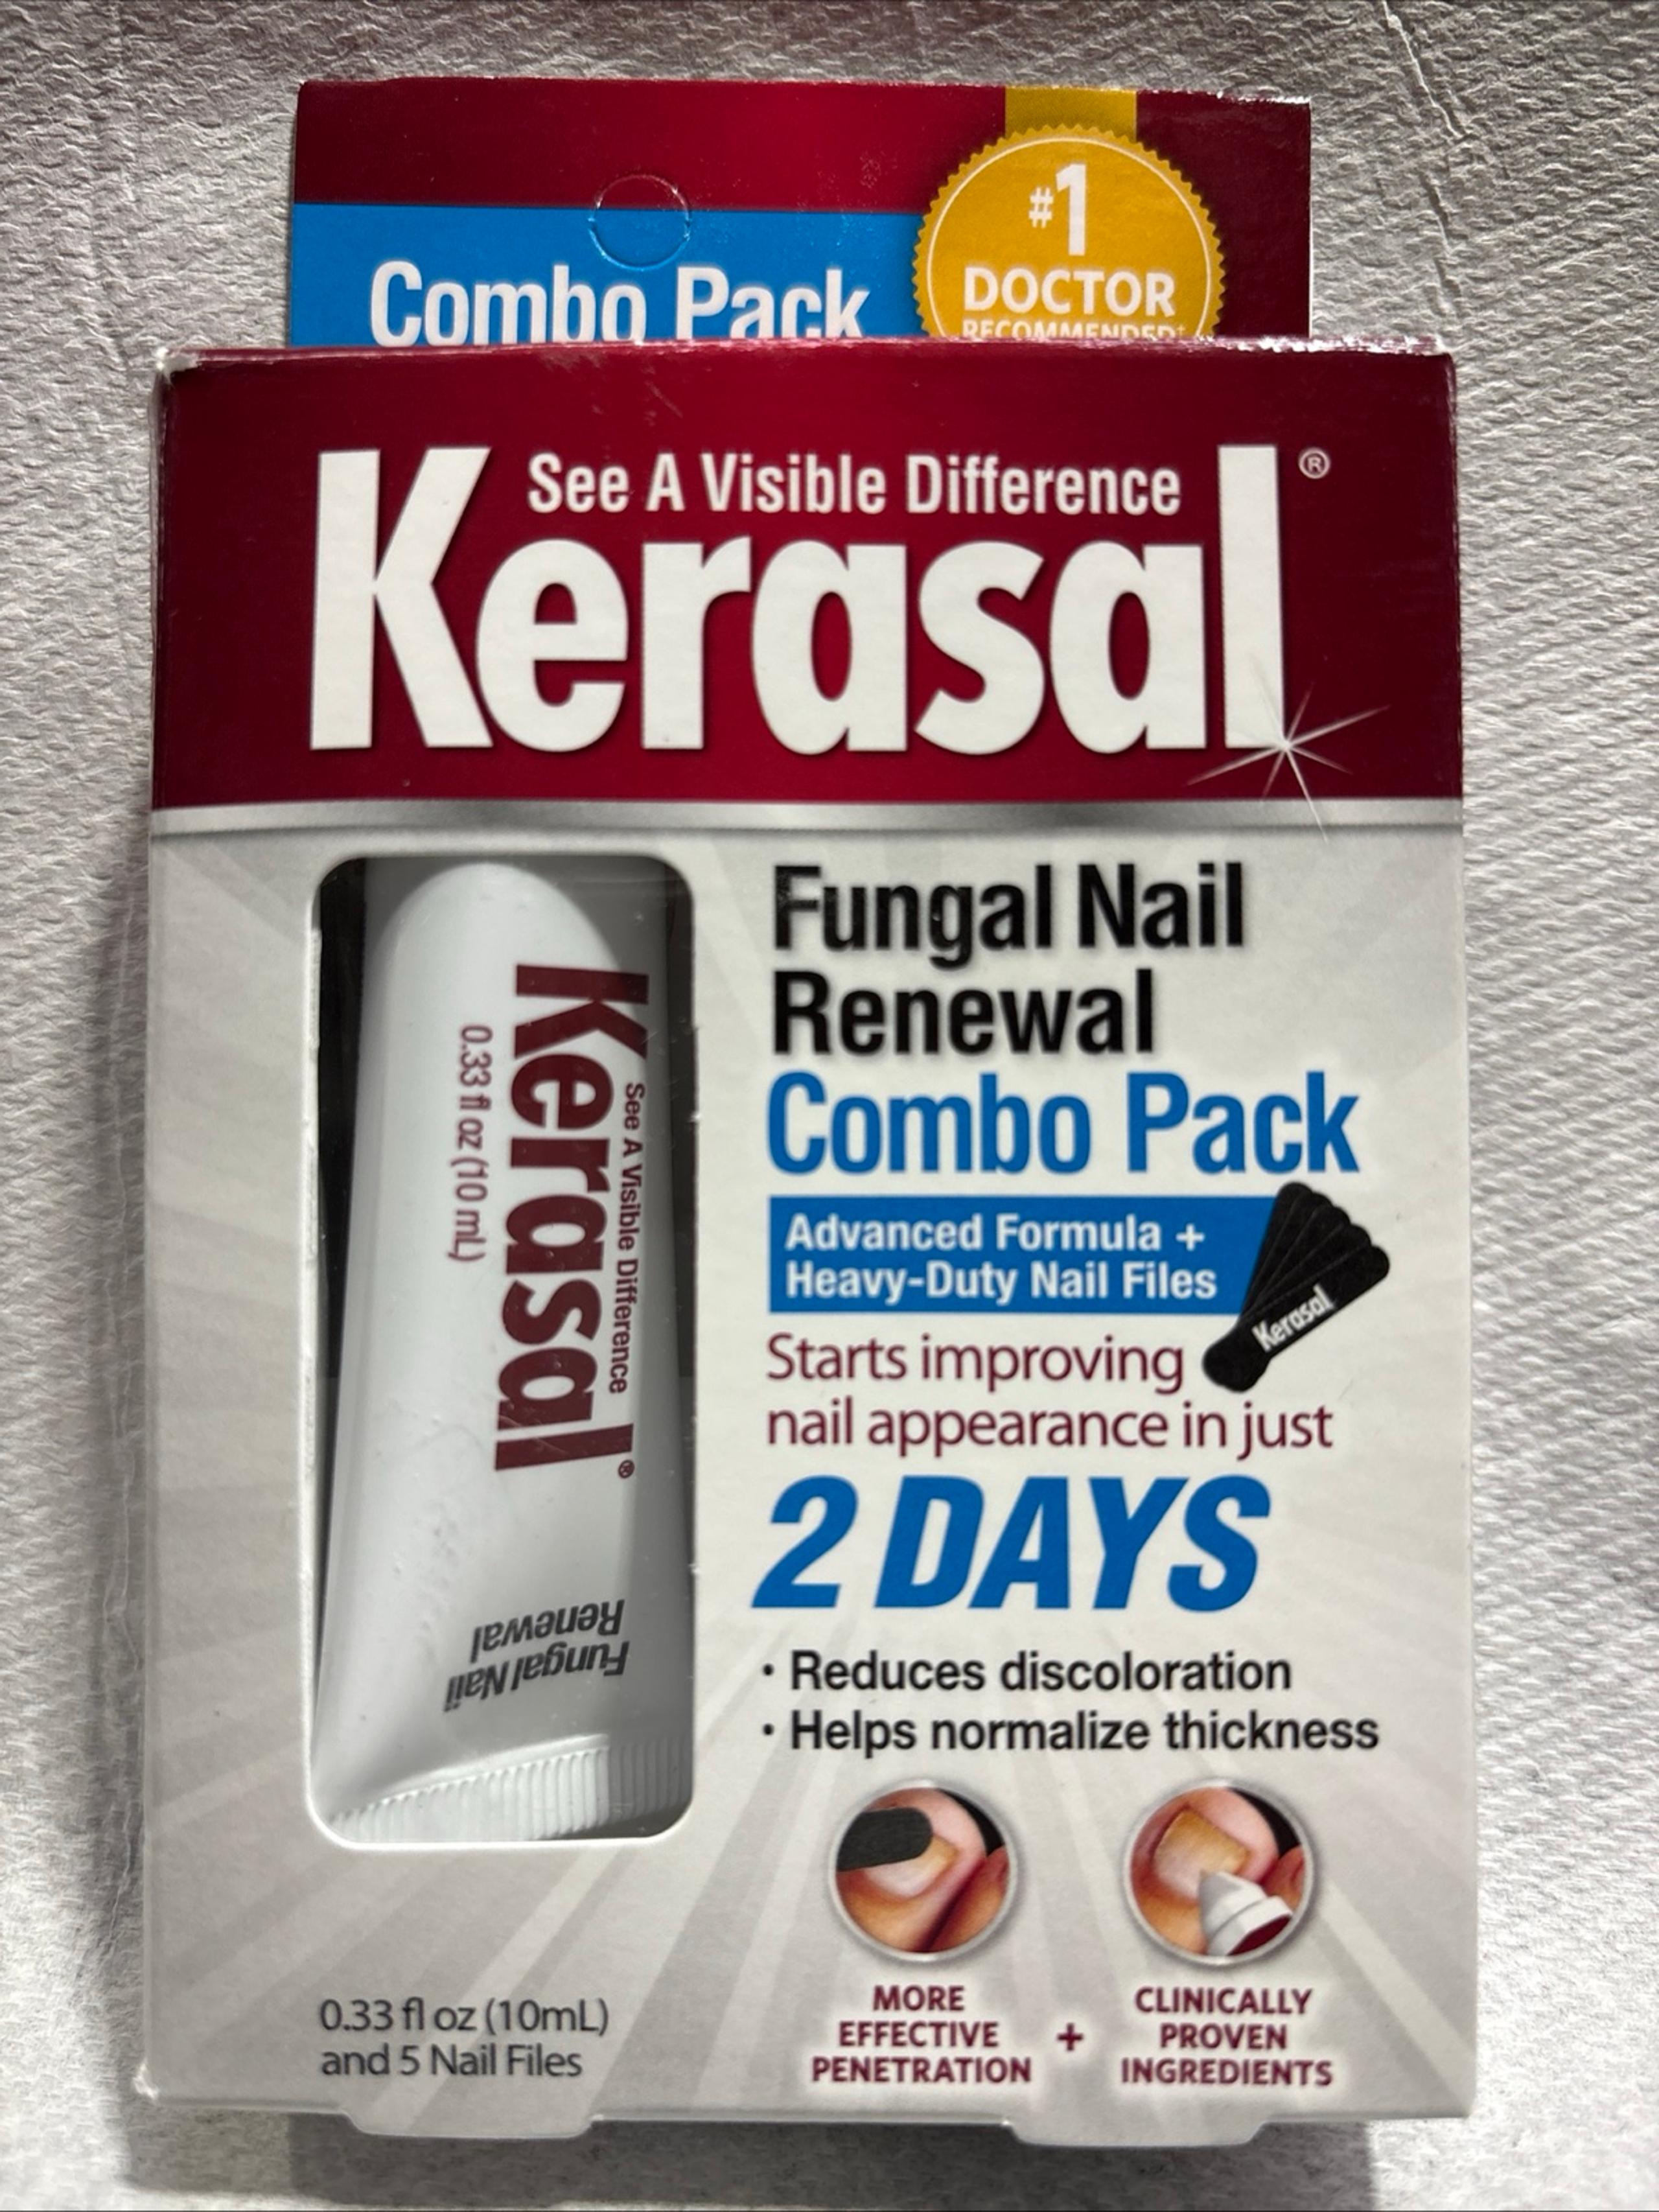 Combo Pack
#1
DOCTOR
RECOMMENDED†
See A Visible Difference
Kerasal®
Fungal Nail
Renewal
Combo Pack
Advanced Formula +
Heavy-Duty Nail Files
Kerasal
Starts improving
nail appearance in just
2 DAYS
• Reduces discoloration
• Helps normalize thickness
See A Visible Difference
Kerasal®
0.33 fl oz (10 mL)
Fungal Nail
Renewal
MORE
EFFECTIVE
PENETRATION
+
CLINICALLY
PROVEN
INGREDIENTS
0.33 fl oz (10mL)
and 5 Nail Files